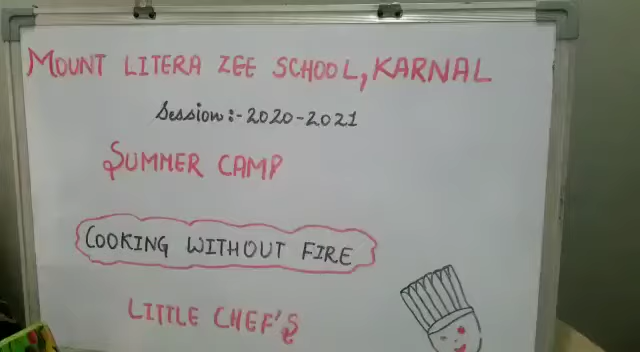 MOUNT LITERA ZEE SCHOOL, KARNAL
Session:-2020-2021
SUMMER CAMP
COOKING WITHOUT FIRE
LITTLE CHEF'S